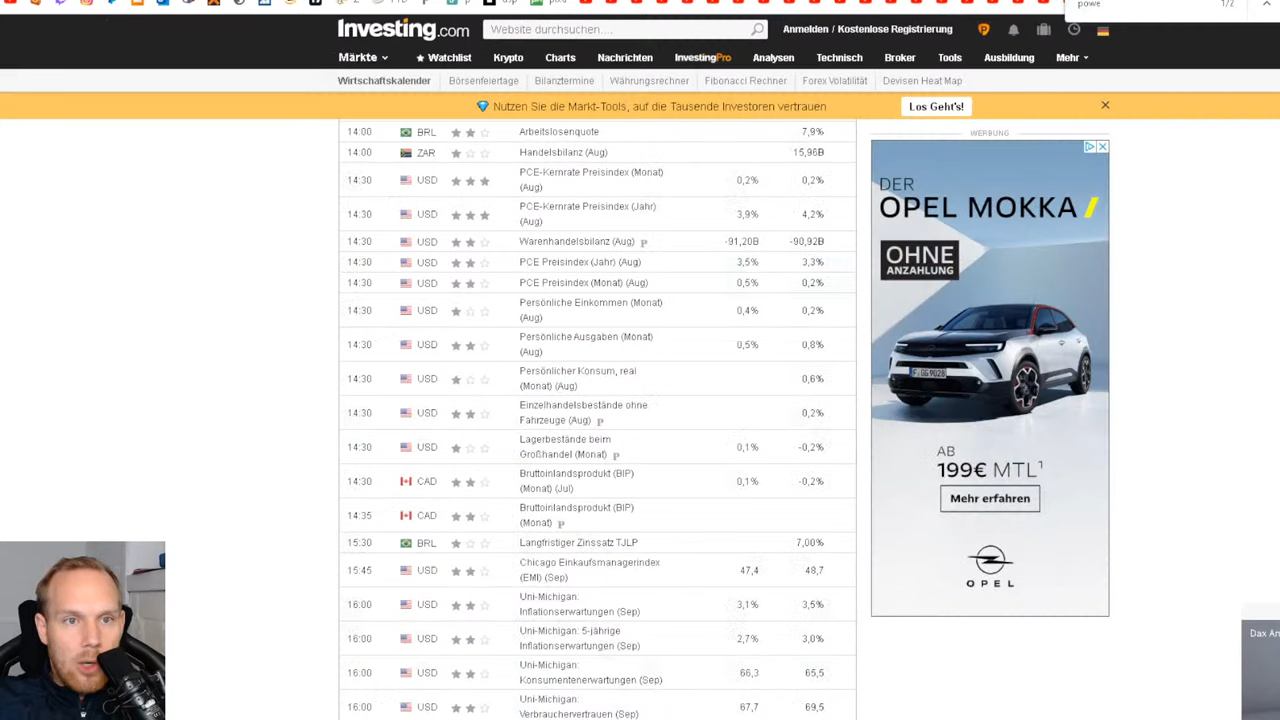 powe 1/2
Investing.com
Durchsuchen Sie die Website....
Anmelden / Kostenlose Registrierung
Märkte Watchlist Krypto Charts Nachrichten InvestingPro Analysen Technisch Broker Tools Ausbildung Mehr
Wirtschaftskalender Börsenfeiertage Bilanztermine Währungsrechner Fibonacci Rechner Forex Volatilität Devisen Heat Map
Nutzen Sie die Markt-Tools, auf die Tausende Investoren vertrauen Los Geht's!
14:00 BRL Arbeitslosenquote 7,9%
14:00 ZAR Handelsbilanz (Aug) 15,96B
14:30 USD PCE-Kernrate Preisindex (Monat) 0,2% 0,2%
(Aug)
14:30 USD PCE-Kernrate Preisindex (Jahr) 3,9% 4,2%
(Aug)
14:30 USD Warenhandelsbilanz (Aug) P -91,20B -90,92B
14:30 USD PCE Preisindex (Jahr) (Aug) 3,5% 3,3%
14:30 USD PCE Preisindex (Monat) (Aug) 0,5% 0,2%
14:30 USD Persönliche Einkommen (Monat) 0,4% 0,2%
(Aug)
14:30 USD Persönliche Ausgaben (Monat) 0,5% 0,8%
(Aug)
14:30 USD Persönlicher Konsum, real 0,6%
(Monat) (Aug)
14:30 USD Einzelhandelsbestände ohne 0,2%
Fahrzeuge (Aug) P
14:30 USD Lagerbestände beim 0,1% -0,2%
Großhandel (Monat) P
14:30 CAD Bruttoinlandsprodukt (BIP) 0,1% -0,2%
(Monat) (Jul)
14:35 CAD Bruttoinlandsprodukt (BIP)
(Monat) P
15:30 BRL Langfristiger Zinssatz TJLP 7,00%
15:45 USD Chicago Einkaufsmanagerindex 47,4 48,7
(EMI) (Sep)
16:00 USD Uni-Michigan: 3,1% 3,5%
Inflationserwartungen (Sep)
16:00 USD Uni-Michigan: 5-jährige 2,7% 3,0%
Inflationserwartungen (Sep)
16:00 USD Uni-Michigan: 66,3 65,5
Konsumentenerwartungen (Sep)
16:00 USD Uni-Michigan: 67,7 69,5
Verbrauchervertrauen (Sep)
WERBUNG
DER
OPEL MOKKA
OHNE
ANZAHLUNG
AB
199€ MTL¹
Mehr erfahren
OPEL
Dax An